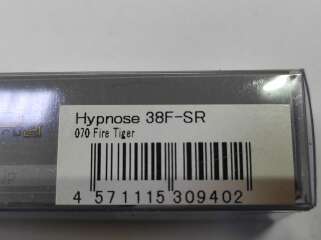 Hypnose 38F-SR
070 Fire Tiger
4 571115 309402